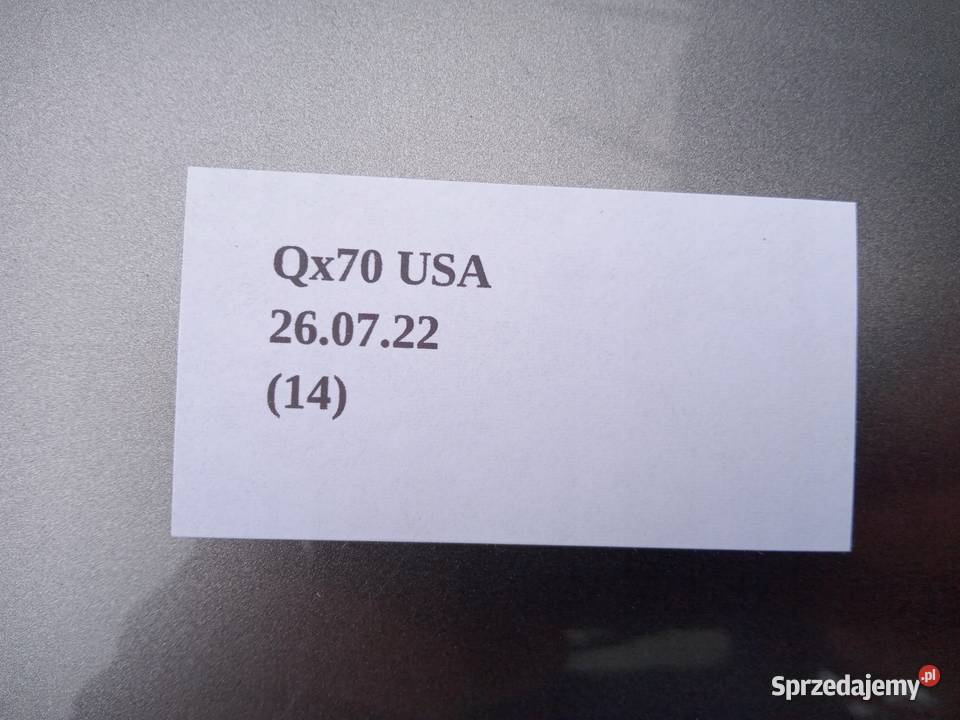 Qx70 USA
26.07.22
(14)
Sprzedajemy.pl